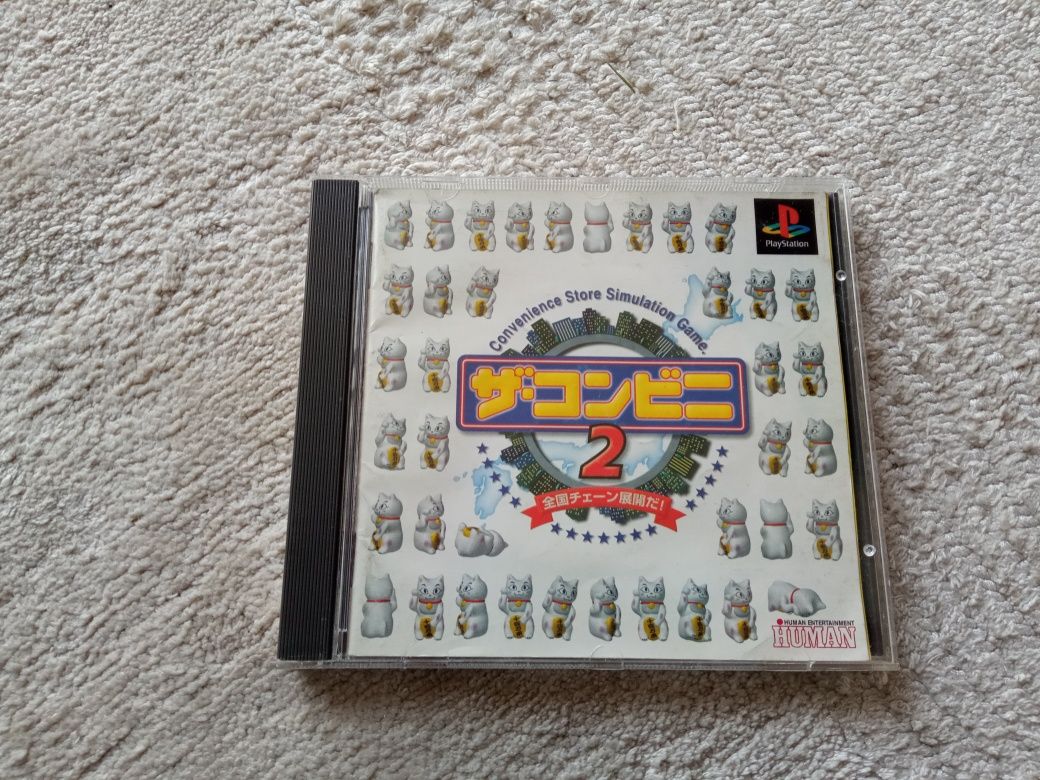 PlayStation
Convenience Store Simulation Game.
ザ・コンビニ
2
全国チェーン展開だ!
HUMAN ENTERTAINMENT
HUMAN